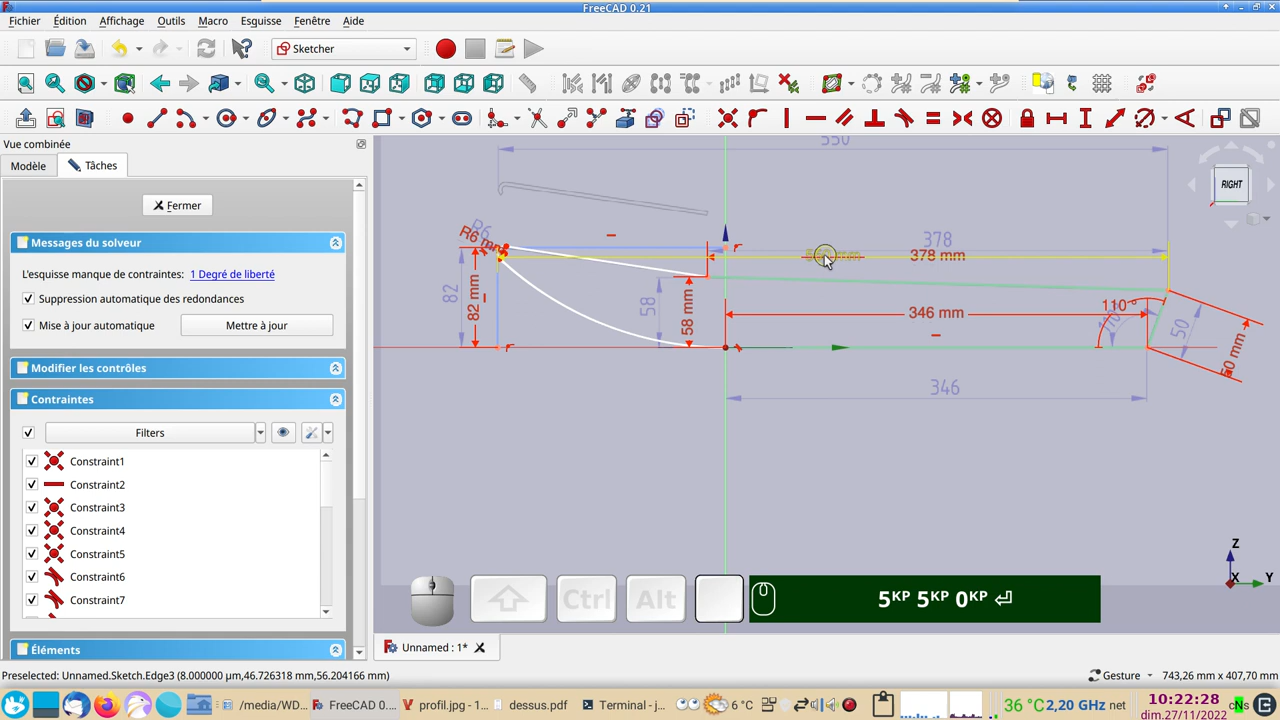 FreeCAD 0.21
Fichier Édition Affichage Outils Macro Esquisse Fenêtre Aide
Sketcher
Vue combinée
Modèle Tâches
Fermer
Messages du solveur
L'esquisse manque de contraintes: 1 Degré de liberté
Suppression automatique des redondances
Mise à jour automatique Mettre à jour
Modifier les contrôles
Contraintes
Filters
Constraint1
Constraint2
Constraint3
Constraint4
Constraint5
Constraint6
Constraint7
Éléments
550
RIGHT
R6
R6 mm
378
378 mm
82
82 mm
58
58 mm
346 mm
110 °
110°
50
50 mm
346
Z
X
Y
Ctrl Alt
5KP 5KP 0KP ⏎
Unnamed : 1*
Preselected: Unnamed.Sketch.Edge3 (8.000000 µm,46.726318 mm,56.204166 mm)
Gesture 743,26 mm x 407,70 mm
/media/WD... FreeCAD 0... profil.jpg - 1... dessus.pdf Terminal - j...
6 °C
36 °C 2,20 GHz net
10:22:28
dim.27/11/2022